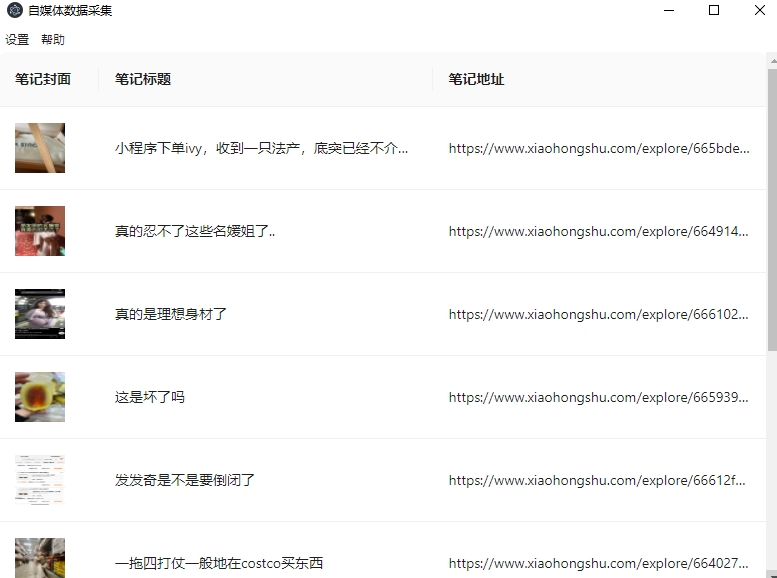 自媒体数据采集
设置 帮助
笔记封面 笔记标题 笔记地址
小程序下单ivy，收到一只法产，底突已经不介... https://www.xiaohongshu.com/explore/665bde...
真的忍不了这些名媛姐了.. https://www.xiaohongshu.com/explore/664914...
真的是理想身材了 https://www.xiaohongshu.com/explore/666102...
这是坏了吗 https://www.xiaohongshu.com/explore/665939...
发发奇是不是要倒闭了 https://www.xiaohongshu.com/explore/66612f...
一拖四打仗一般地在costco买东西 https://www.xiaohongshu.com/explore/664027...